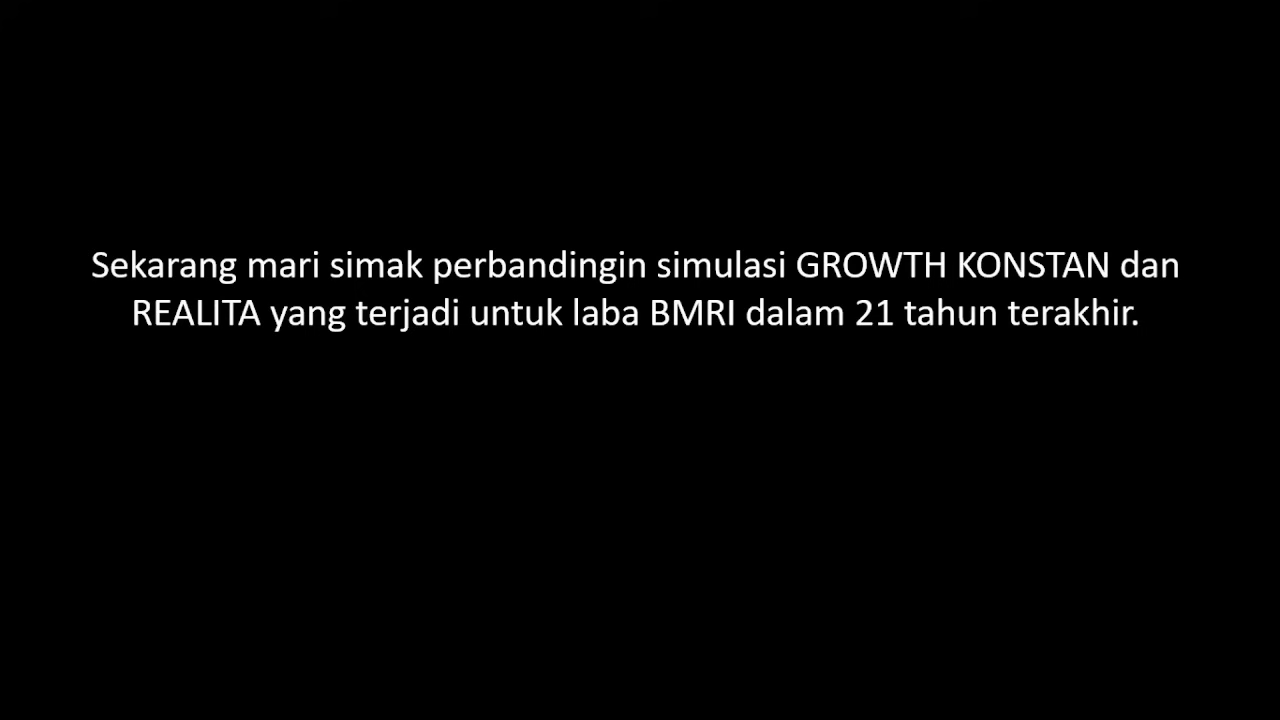 Sekarang mari simak perbandingin simulasi GROWTH KONSTAN dan
REALITA yang terjadi untuk laba BMRI dalam 21 tahun terakhir.